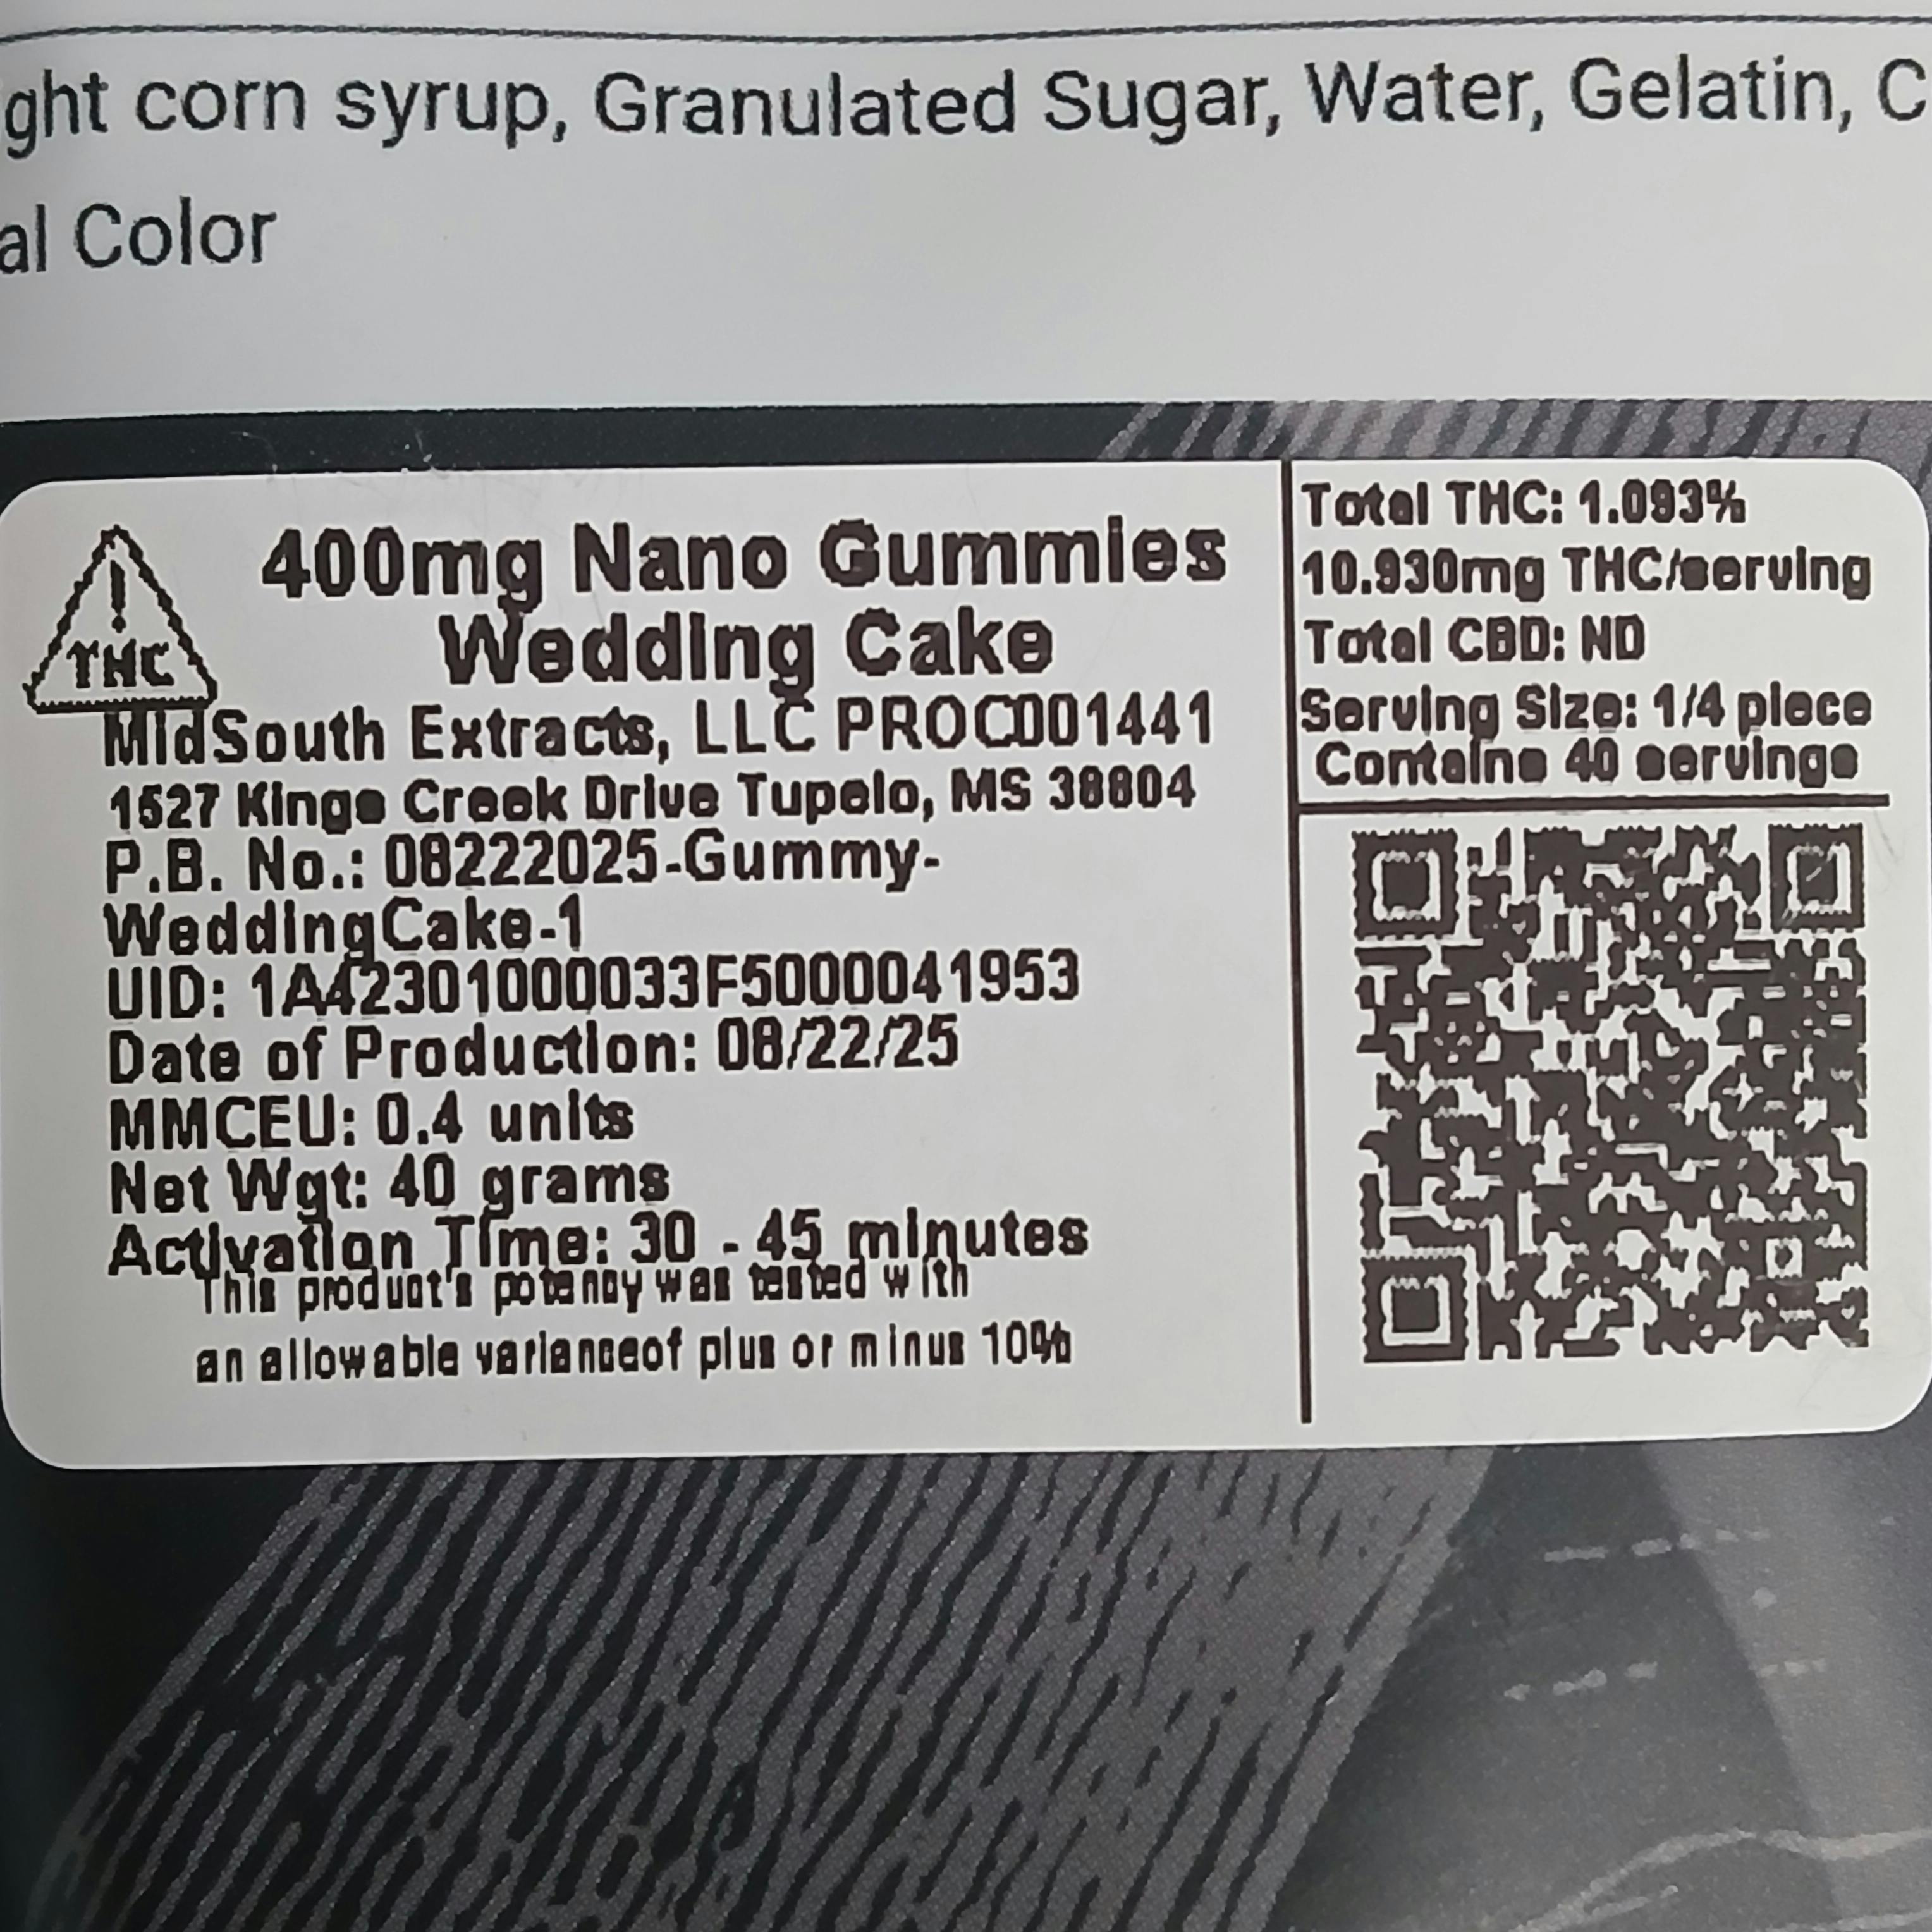 ght corn syrup, Granulated Sugar, Water, Gelatin, C
al Color
THC
400mg Nano Gummies
Wedding Cake
MidSouth Extracts, LLC PROC001441
1527 Kings Creek Drive Tupelo, MS 38804
P.B. No.: 08222025-Gummy-
WeddingCake-1
UID: 1A42301000033F5000041953
Date of Production: 08/22/25
MMCEU: 0.4 units
Net Wgt: 40 grams
Activation Time: 30 - 45 minutes
This product's potency was tested with
an allowable varianceof plus or minus 10%
Total THC: 1.093%
10.930mg THC/serving
Total CBD: ND
Serving Size: 1/4 piece
Contains 40 servings